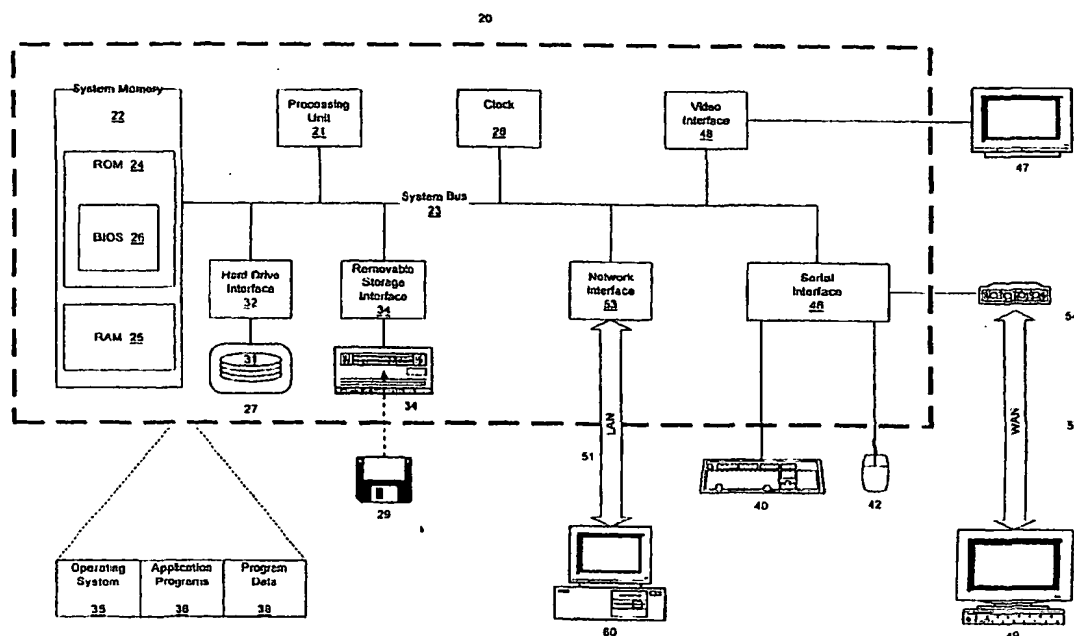 20
System Memory
22
ROM 24
BIOS 26
RAM 25
Processing
Unit
21
Clock
Video
Interface
48
47
System Bus
23
Hard Drive
Interface
32
31
27
Removable
Storage
Interface
34
34
29
Network
Interface
53
Serial
Interface
46
LAN
51
WAN
40
42
60
49
Operating
System
35
Application
Programs
36
Program
Data
38